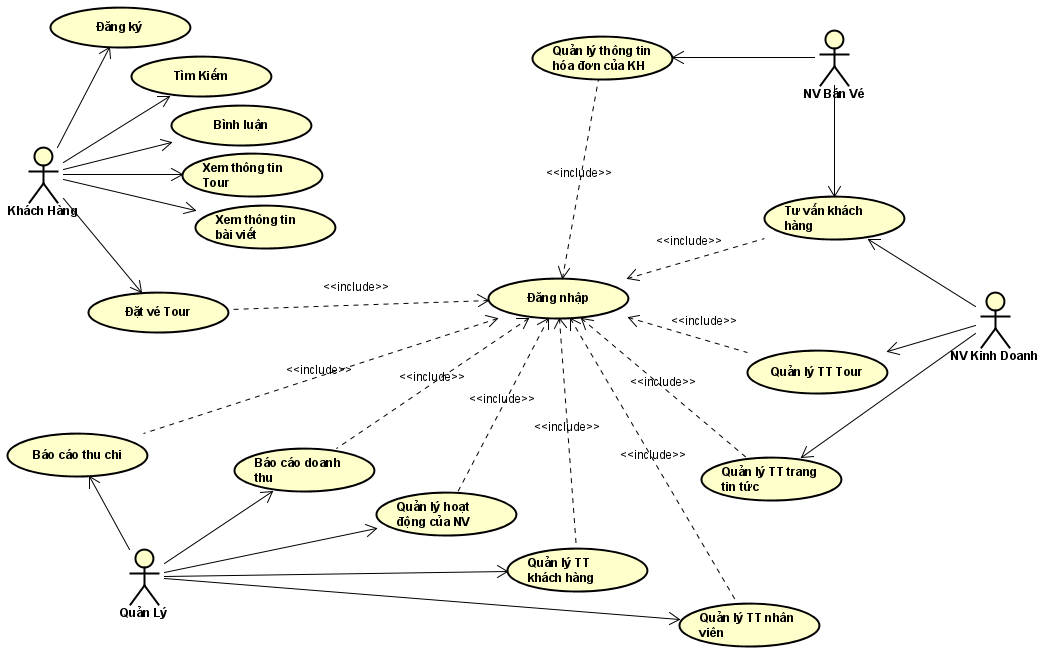 Đăng ký
Tìm Kiếm
Bình luận
Xem thông tin
Tour
Xem thông tin
bài viết
Khách Hàng
Đặt vé Tour
Quản lý thông tin
hóa đơn của KH
NV Bán Vé
<<include>>
Tư vấn khách
hàng
<<include>>
<<include>>
Đăng nhập
<<include>>
NV Kinh Doanh
Quản lý TT Tour
<<include>>
<<include>>
<<include>>
<<include>>
<<include>>
<<include>>
Báo cáo thu chi
Báo cáo doanh
thu
Quản lý TT trang
tin tức
Quản lý hoạt
động của NV
Quản lý TT
khách hàng
Quản Lý
Quản lý TT nhân
viên